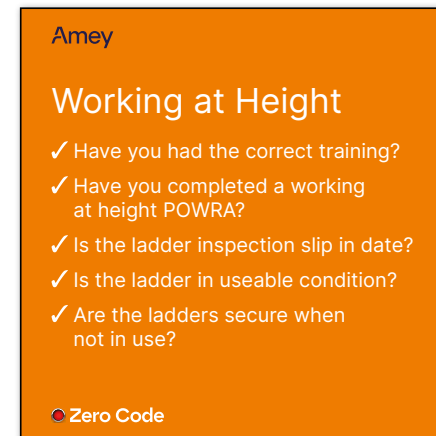 Amey
Working at Height
✓ Have you had the correct training?
✓ Have you completed a working
at height POWRA?
✓ Is the ladder inspection slip in date?
✓ Is the ladder in useable condition?
✓ Are the ladders secure when
not in use?
Zero Code